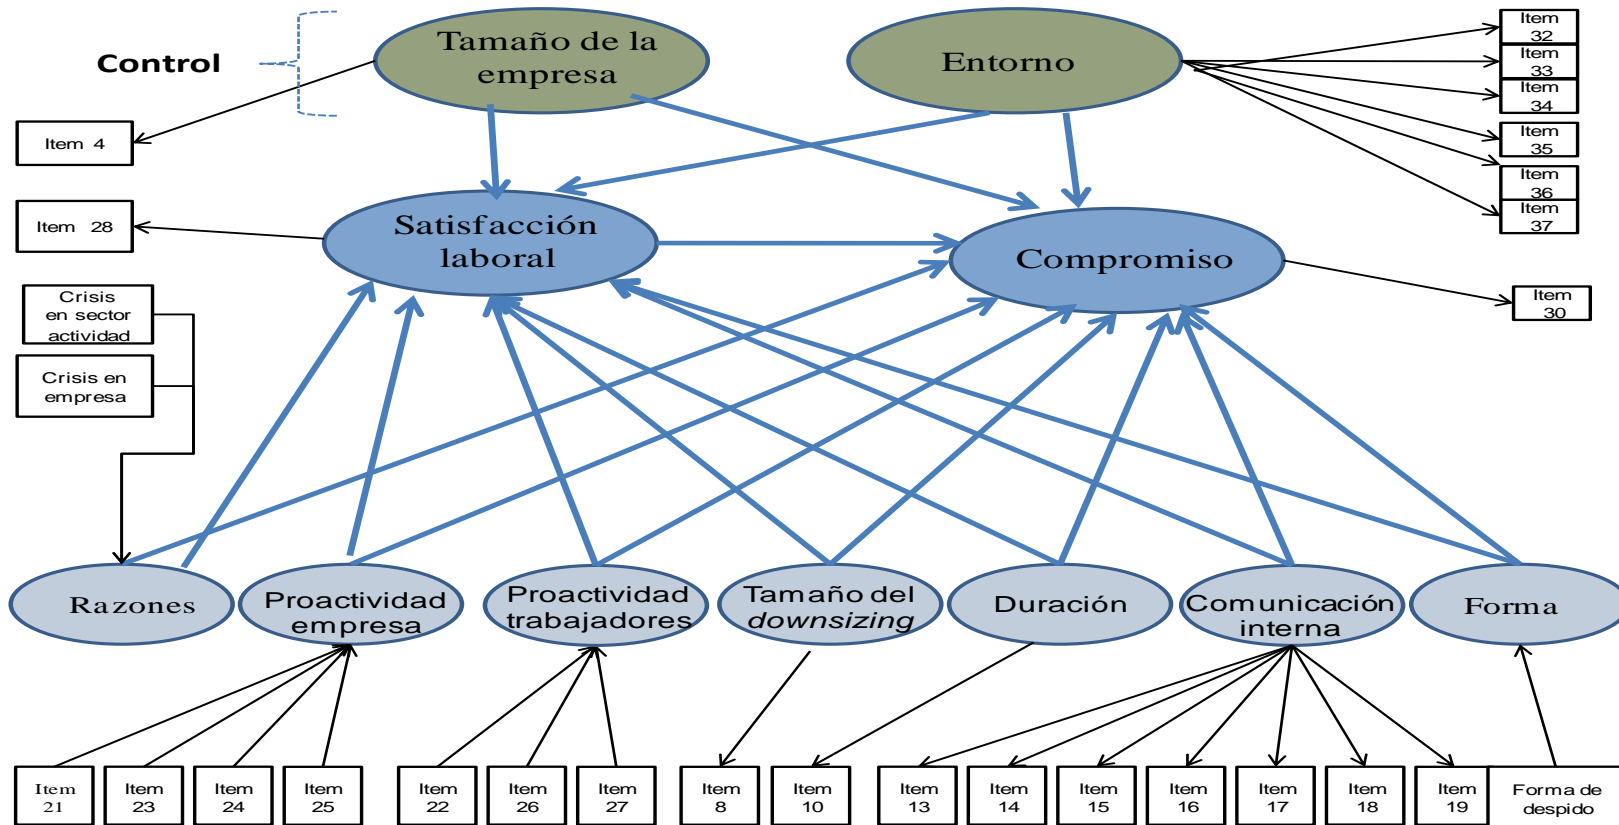 Control
Tamaño de la
empresa
Entorno
Item
32
Item
33
Item
34
Item
35
Item
36
Item
37
Item 4
Item 28
Satisfacción
laboral
Compromiso
Item
30
Crisis
en sector
actividad
Crisis en
empresa
Razones
Proactividad
empresa
Proactividad
trabajadores
Tamaño del
downsizing
Duración
Comunicación
interna
Forma
Item
21
Item
23
Item
24
Item
25
Item
22
Item
26
Item
27
Item
8
Item
10
Item
13
Item
14
Item
15
Item
16
Item
17
Item
18
Item
19
Forma de
despido